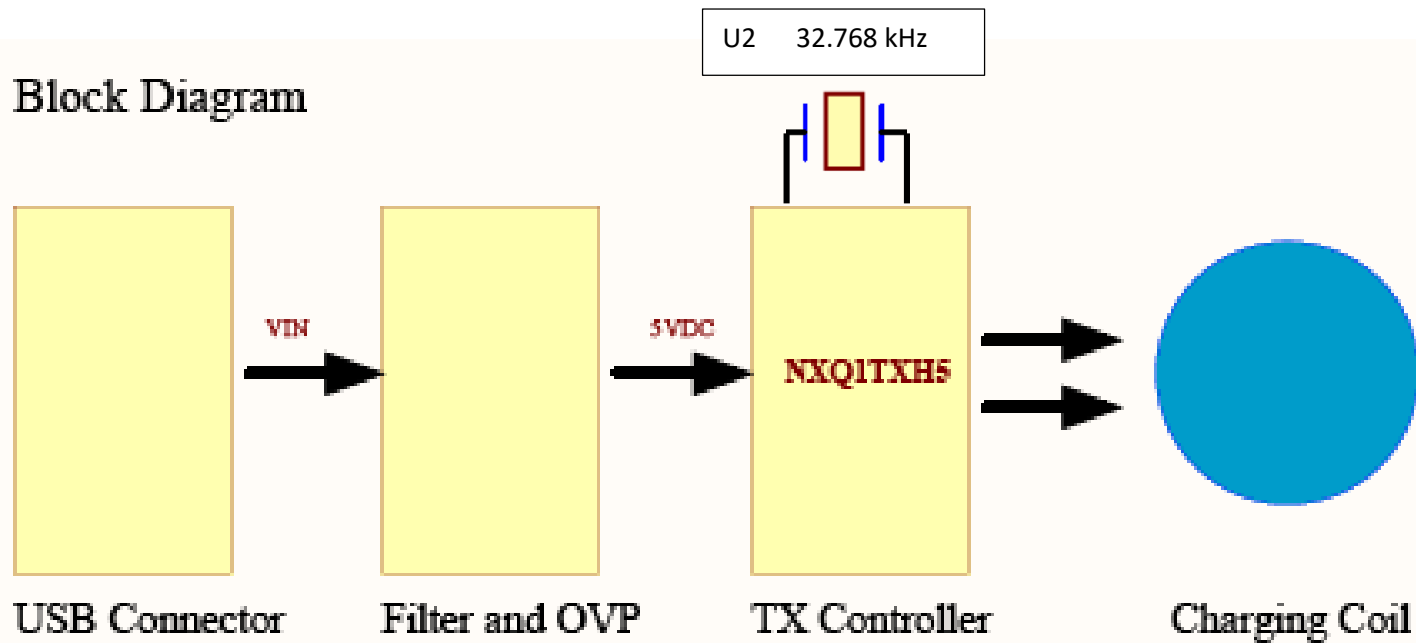 U2 32.768 kHz
Block Diagram
VIN
5VDC
NXQ1TXH5
USB Connector
Filter and OVP
TX Controller
Charging Coil